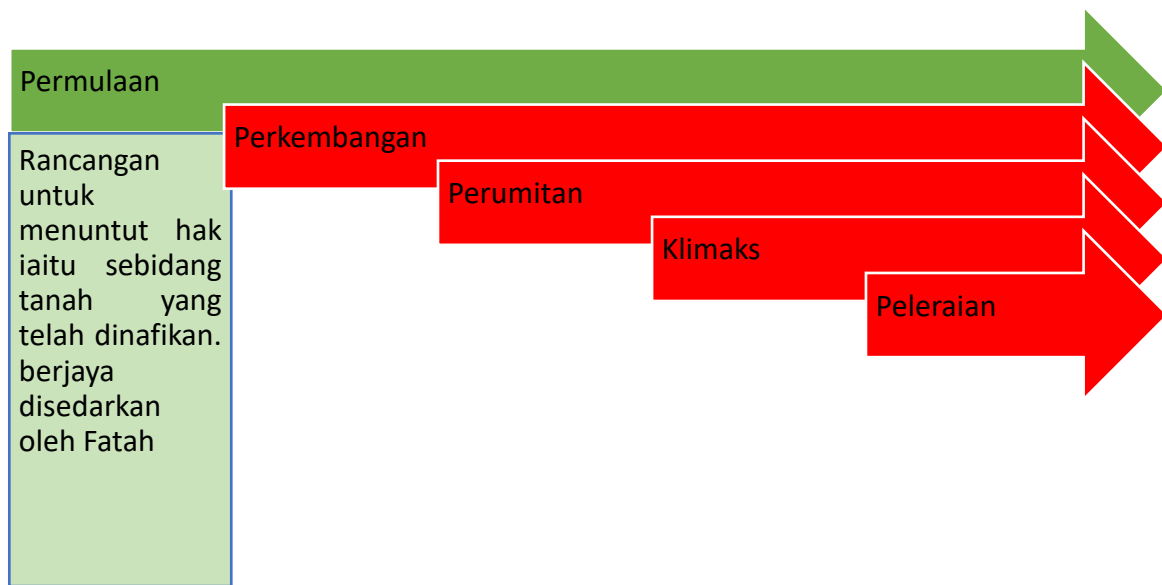 Permulaan
Rancangan
untuk
menuntut hak
iaitu sebidang
tanah yang
telah dinafikan.
berjaya
disedarkan
oleh Fatah
Perkembangan
Perumitan
Klimaks
Peleraian